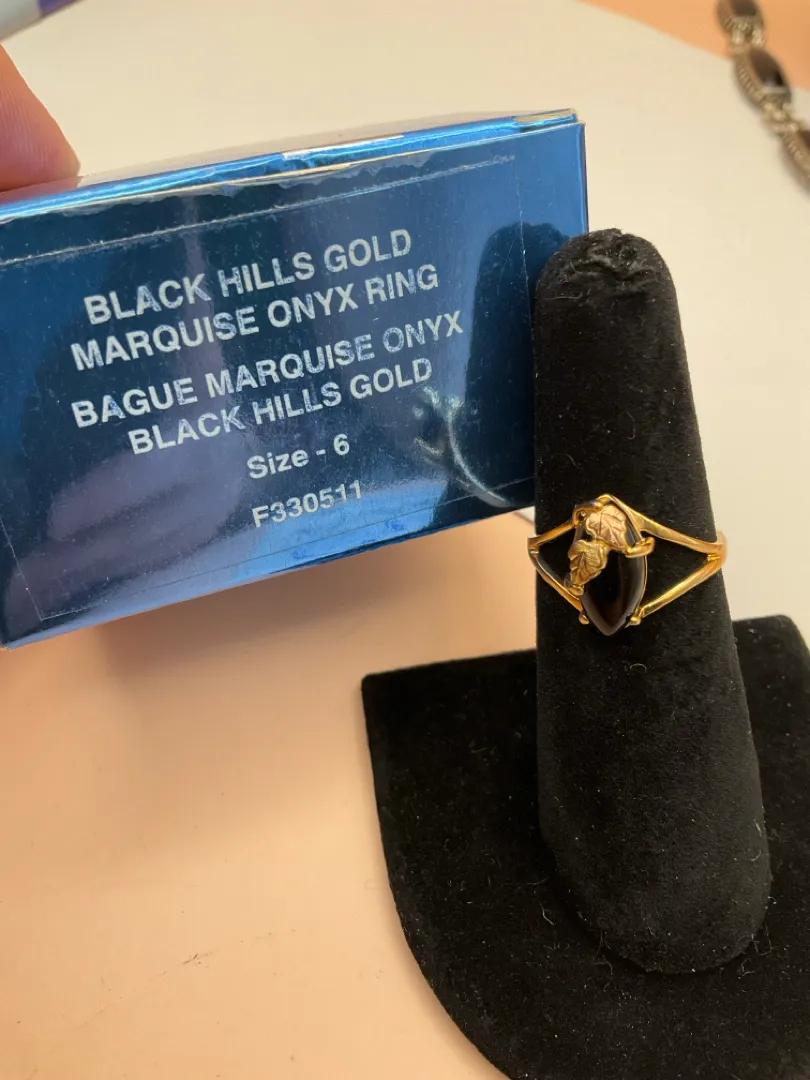 BLACK HILLS GOLD
MARQUISE ONYX RING
BAGUE MARQUISE ONYX
BLACK HILLS GOLD
Size - 6
F330511